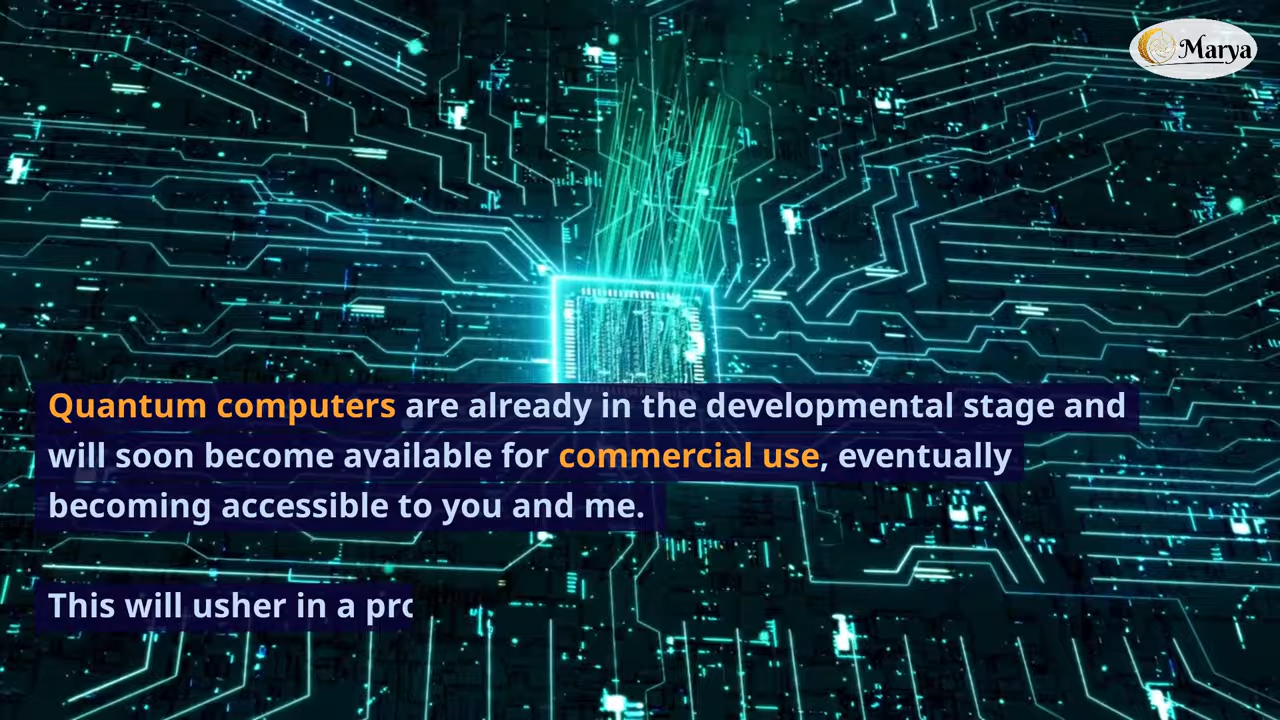 Marya
Quantum computers are already in the developmental stage and
will soon become available for commercial use, eventually
becoming accessible to you and me.
This will usher in a